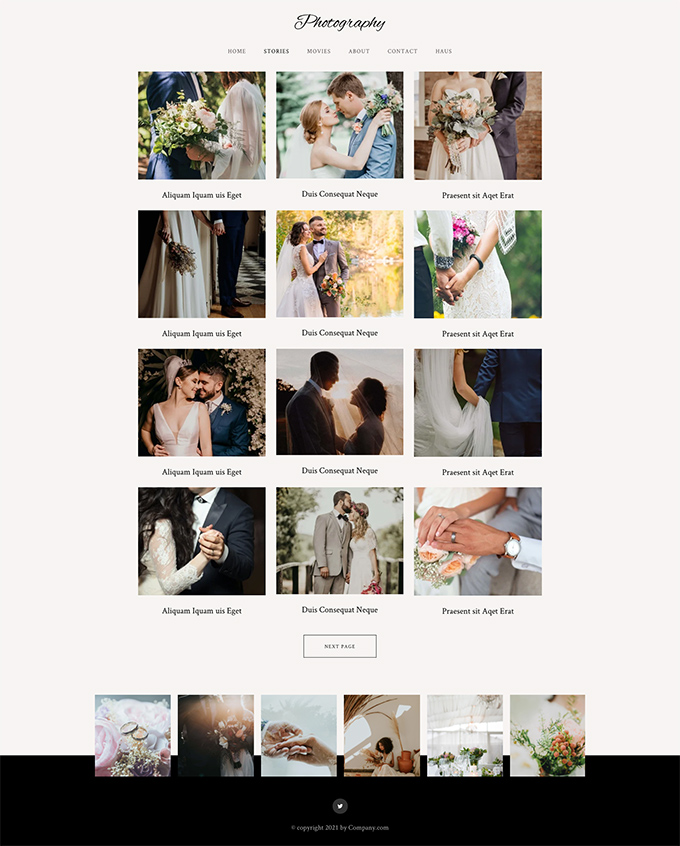 Photography
HOME STORIES MOVIES ABOUT CONTACT HAUS
Aliquam Iquam uis Eget
Duis Consequat Neque
Praesent sit Aqet Erat
Aliquam Iquam uis Eget
Duis Consequat Neque
Praesent sit Aqet Erat
Aliquam Iquam uis Eget
Duis Consequat Neque
Praesent sit Aqet Erat
Aliquam Iquam uis Eget
Duis Consequat Neque
Praesent sit Aqet Erat
NEXT PAGE
© copyright 2021 by Company.com